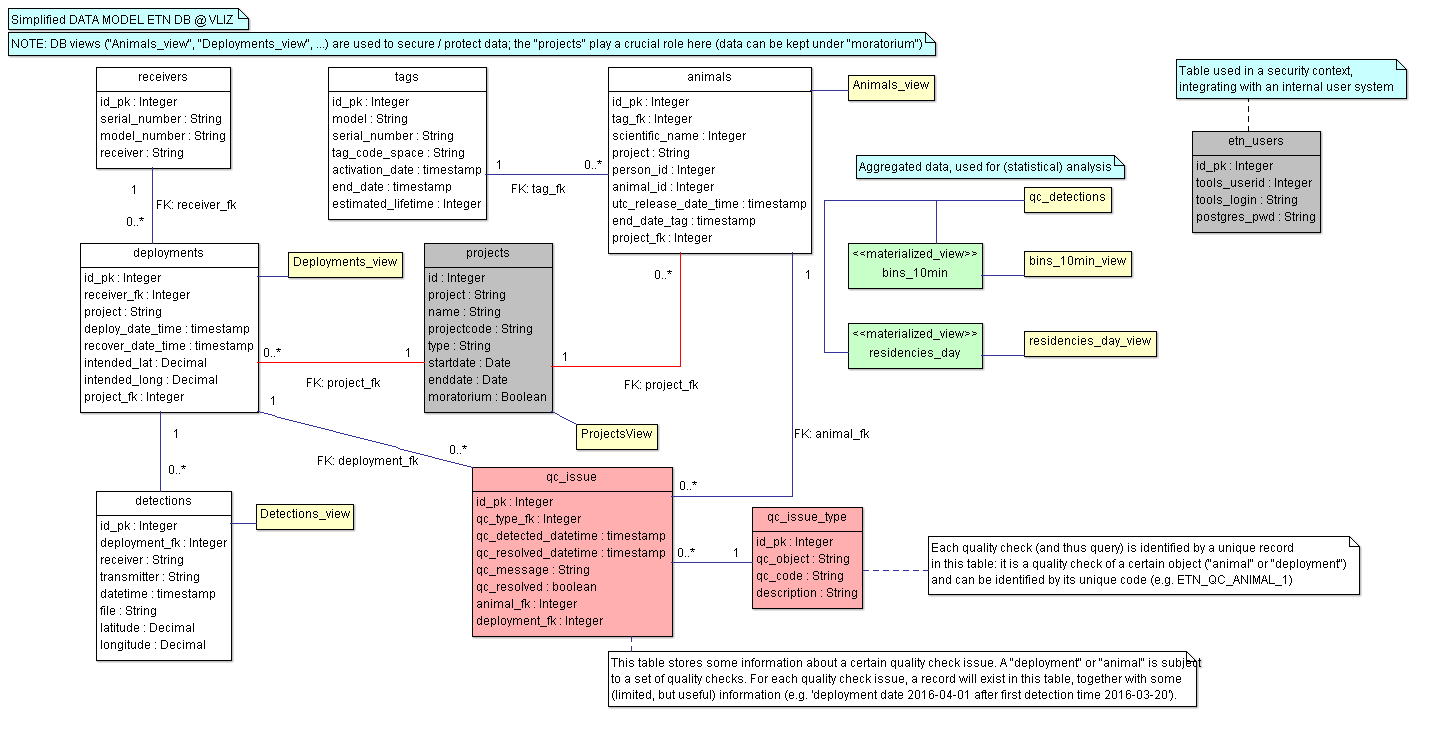 Simplified DATA MODEL ETN DB @ VLIZ
NOTE: DB views ("Animals_view", "Deployments_view", ...) are used to secure / protect data; the "projects" play a crucial role here (data can be kept under "moratorium")
receivers
id_pk : Integer
serial_number : String
model_number : String
receiver : String
tags
id_pk : Integer
model : String
serial_number : String
tag_code_space : String
activation_date : timestamp
end_date : timestamp
estimated_lifetime : Integer
animals
id_pk : Integer
tag_fk : Integer
scientific_name : Integer
project : String
person_id : Integer
animal_id : Integer
utc_release_date_time : timestamp
end_date_tag : timestamp
project_fk : Integer
Animals_view
Table used in a security context,
integrating with an internal user system
etn_users
id_pk : Integer
tools_userid : Integer
tools_login : String
postgres_pwd : String
1
0..*
FK: tag_fk
1
FK: receiver_fk
0..*
Aggregated data, used for (statistical) analysis
qc_detections
<<materialized_view>>
bins_10min
bins_10min_view
<<materialized_view>>
residencies_day
residencies_day_view
deployments
id_pk : Integer
receiver_fk : Integer
project : String
deploy_date_time : timestamp
recover_date_time : timestamp
intended_lat : Decimal
intended_long : Decimal
project_fk : Integer
Deployments_view
projects
id : Integer
project : String
name : String
projectcode : String
type : String
startdate : Date
enddate : Date
moratorium : Boolean
0..*
1
0..*
1
FK: project_fk
1
FK: project_fk
ProjectsView
1
0..*
FK: deployment_fk
FK: animal_fk
0..*
1
0..*
detections
id_pk : Integer
deployment_fk : Integer
receiver : String
transmitter : String
datetime : timestamp
file : String
latitude : Decimal
longitude : Decimal
Detections_view
qc_issue
id_pk : Integer
qc_type_fk : Integer
qc_detected_datetime : timestamp
qc_resolved_datetime : timestamp
qc_message : String
qc_resolved : boolean
animal_fk : Integer
deployment_fk : Integer
0..*
1
qc_issue_type
id_pk : Integer
qc_object : String
qc_code : String
description : String
Each quality check (and thus query) is identified by a unique record
in this table: it is a quality check of a certain object ("animal" or "deployment")
and can be identified by its unique code (e.g. ETN_QC_ANIMAL_1)
This table stores some information about a certain quality check issue. A "deployment" or "animal" is subject
to a set of quality checks. For each quality check issue, a record will exist in this table, together with some
(limited, but useful) information (e.g. 'deployment date 2016-04-01 after first detection time 2016-03-20').